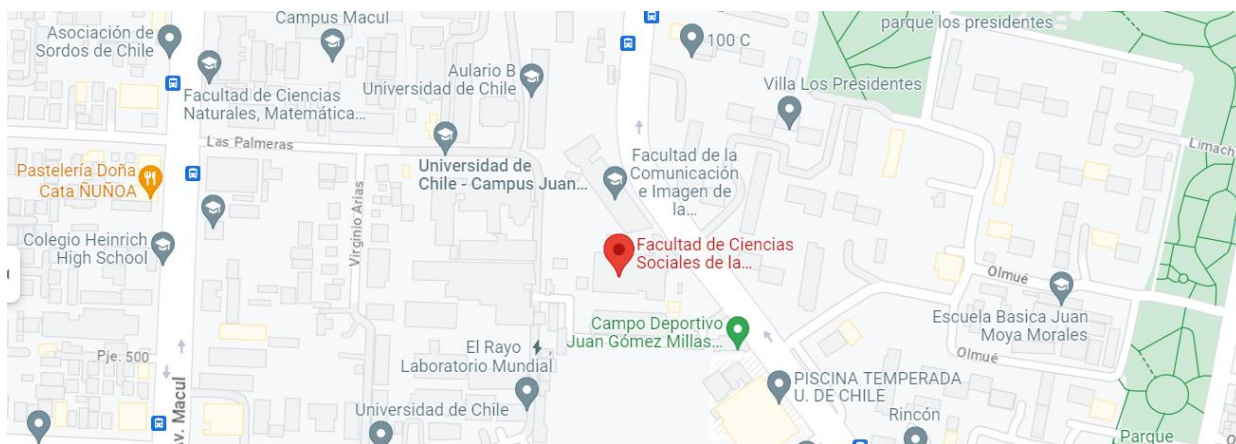 Asociación de
Sordos de Chile
Campus Macul
100 C
parque los presidentes
Facultad de Ciencias
Naturales, Matemática...
Aulario B
Universidad de Chile
Villa Los Presidentes
Las Palmeras
Limach
Pastelería Doña
Cata ÑUÑOA
Universidad de
Chile - Campus Juan...
Facultad de la
Comunicación
e Imagen de
la...
Virginio Arias
Colegio Heinrich
High School
Facultad de Ciencias
Sociales de la...
Olmué
Campo Deportivo
Juan Gómez Millas...
Escuela Basica Juan
Moya Morales
Pje. 500
El Rayo
Laboratorio Mundial
Olmué
Av. Macul
PISCINA TEMPERADA
U. DE CHILE
Universidad de Chile
Rincón
Parque